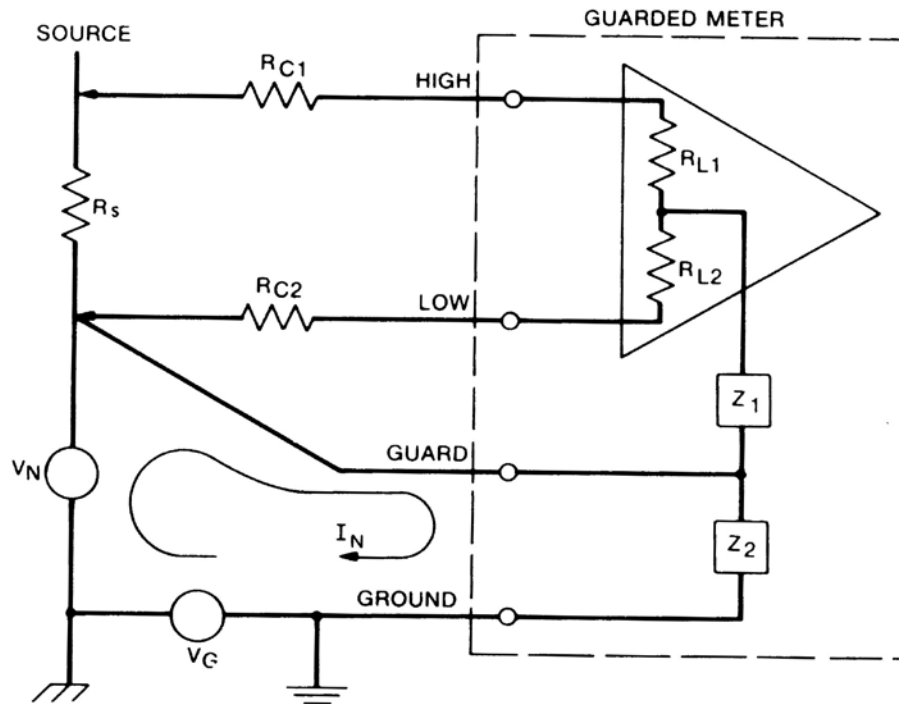 GUARDED METER
SOURCE
RC1
HIGH
RL1
Rs
RL2
RC2
LOW
Z1
VN
GUARD
IN
Z2
GROUND
VG